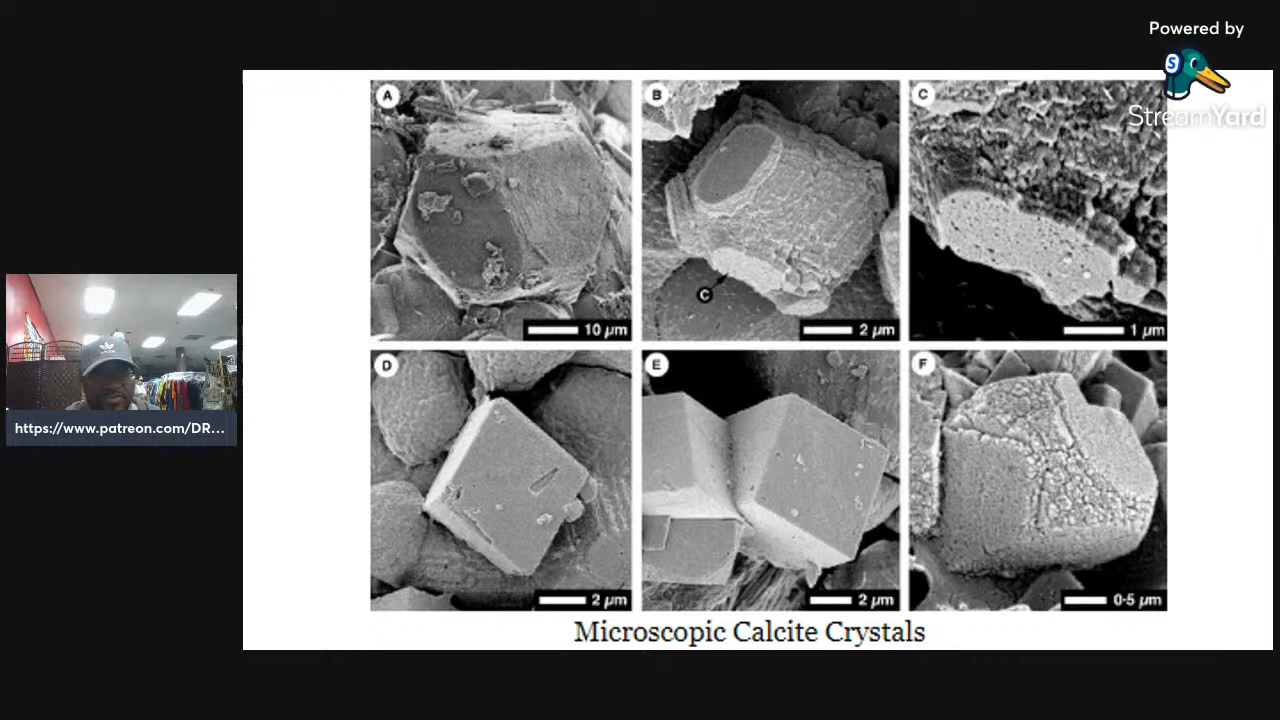 Powered by
StreamYard
A
B
C
C
10 µm
2 µm
1 µm
D
E
F
2 µm
2 µm
0·5 µm
https://www.patreon.com/DR...
Microscopic Calcite Crystals